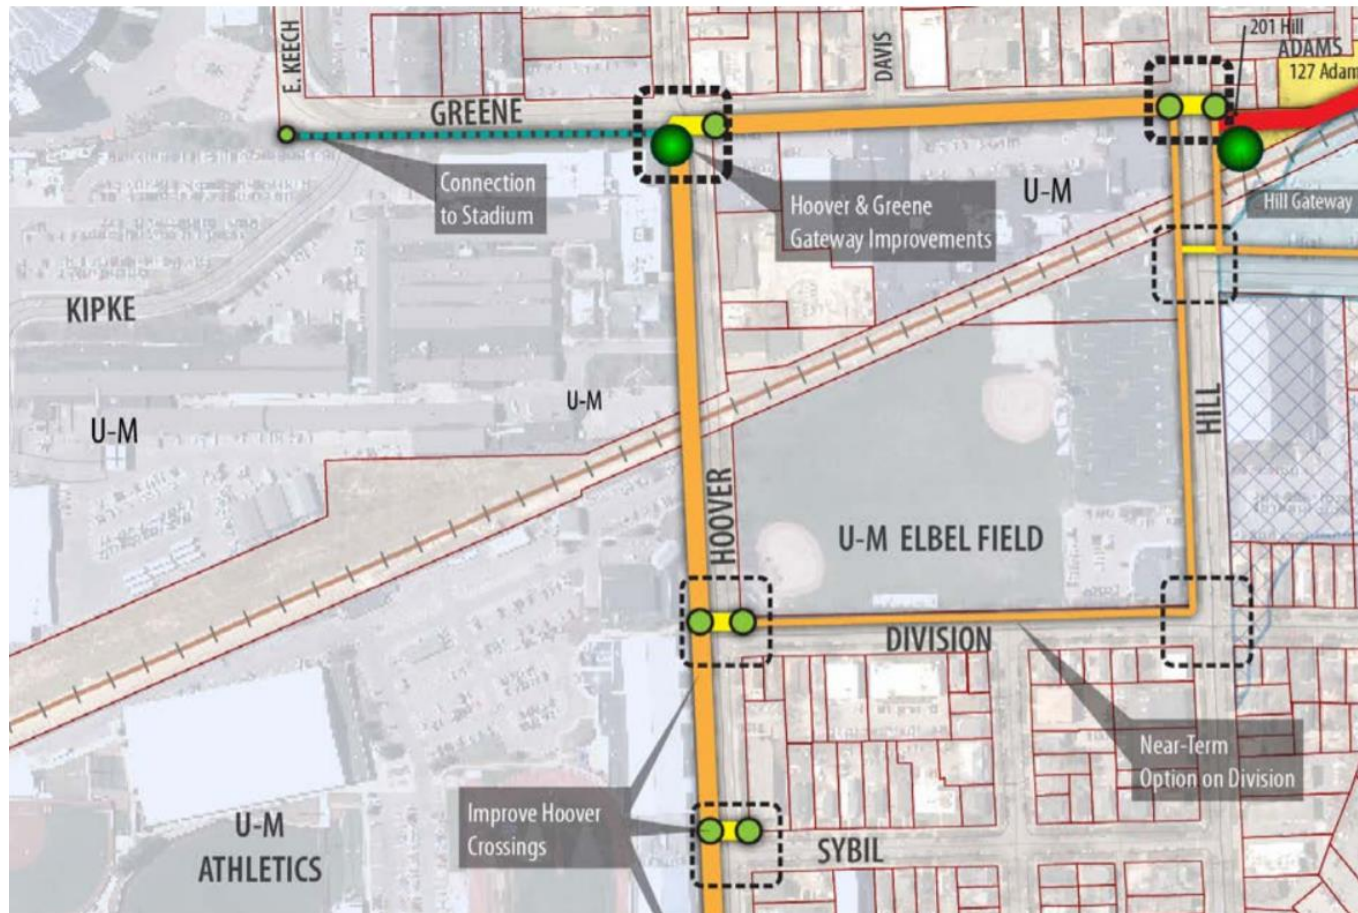 201 Hill
ADAMS
127 Adam
E. KEECH
DAVIS
GREENE
Connection
to Stadium
U-M
Hoover & Greene
Gateway Improvements
Hill Gateway
KIPKE
U-M
U-M
HILL
HOOVER
U-M ELBEL FIELD
DIVISION
Near-Term
Option on Division
Improve Hoover
Crossings
U-M
ATHLETICS
SYBIL